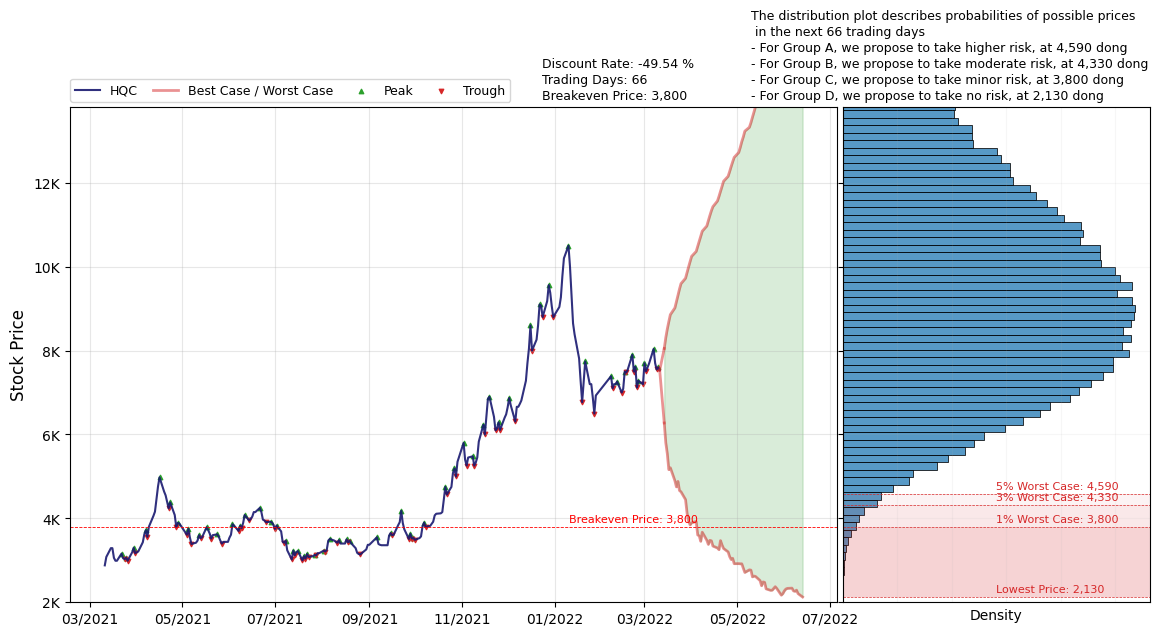 The distribution plot describes probabilities of possible prices
in the next 66 trading days
- For Group A, we propose to take higher risk, at 4,590 dong
- For Group B, we propose to take moderate risk, at 4,330 dong
- For Group C, we propose to take minor risk, at 3,800 dong
- For Group D, we propose to take no risk, at 2,130 dong
Discount Rate: -49.54 %
Trading Days: 66
Breakeven Price: 3,800
HQC
Best Case / Worst Case
Peak
Trough
Stock Price
12K
10K
8K
6K
4K
2K
Breakeven Price: 3,800
5% Worst Case: 4,590
3% Worst Case: 4,330
1% Worst Case: 3,800
Lowest Price: 2,130
03/2021
05/2021
07/2021
09/2021
11/2021
01/2022
03/2022
05/2022
07/2022
Density